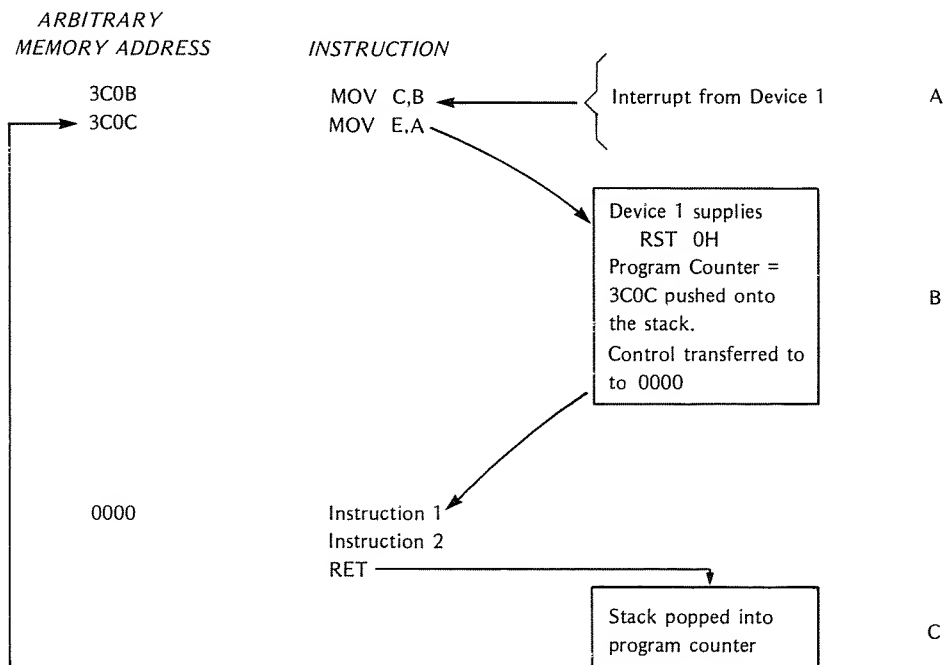 ARBITRARY
MEMORY ADDRESS
INSTRUCTION
3C0B
MOV C,B
Interrupt from Device 1
A
3C0C
MOV E,A
Device 1 supplies
RST 0H
Program Counter =
3C0C pushed onto
the stack.
Control transferred to
to 0000
B
0000
Instruction 1
Instruction 2
RET
Stack popped into
program counter
C